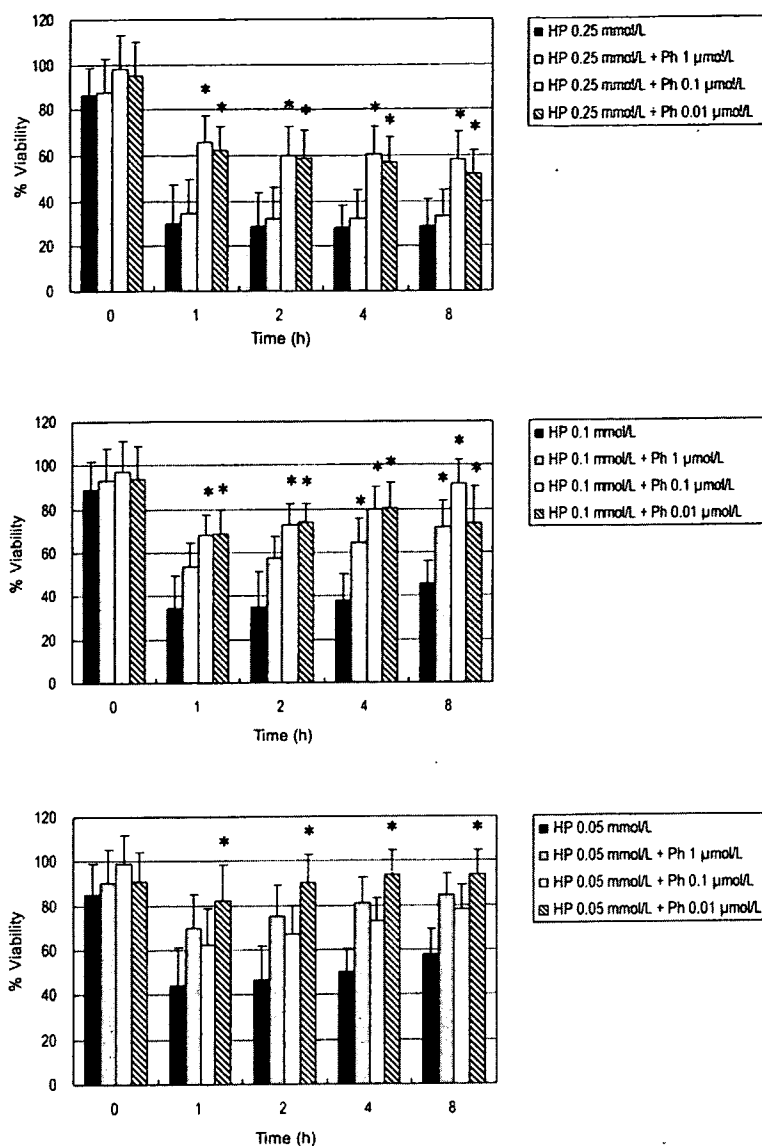 120
100
80
60
40
20
0
% Viability
* * * * * * * *
0 1 2 4 8
Time (h)
HP 0.25 mmol/L
HP 0.25 mmol/L + Ph 1 µmol/L
HP 0.25 mmol/L + Ph 0.1 µmol/L
HP 0.25 mmol/L + Ph 0.01 µmol/L
120
100
80
60
40
20
0
% Viability
* * * * * * * * * *
0 1 2 4 8
Time (h)
HP 0.1 mmol/L
HP 0.1 mmol/L + Ph 1 µmol/L
HP 0.1 mmol/L + Ph 0.1 µmol/L
HP 0.1 mmol/L + Ph 0.01 µmol/L
120
100
80
60
40
20
0
% Viability
* * * *
0 1 2 4 8
Time (h)
HP 0.05 mmol/L
HP 0.05 mmol/L + Ph 1 µmol/L
HP 0.05 mmol/L + Ph 0.1 µmol/L
HP 0.05 mmol/L + Ph 0.01 µmol/L